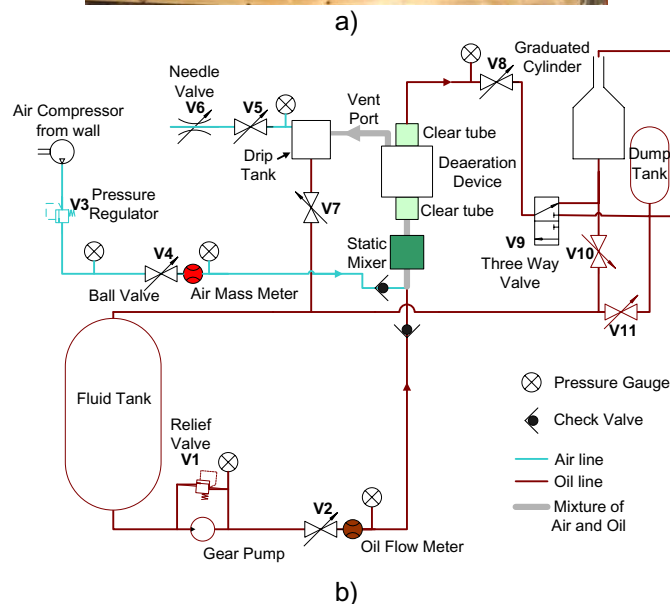 a)
Graduated
Cylinder
V8
Needle
Valve
V6
V5
Vent
Port
Air Compressor
from wall
Clear tube
Drip
Tank
Deaeration
Device
Dump
Tank
V3
Pressure
Regulator
V7
Clear tube
Static
Mixer
V9
Three Way
Valve
V10
V4
Ball Valve
Air Mass Meter
V11
Fluid Tank
Pressure Gauge
Check Valve
Relief
Valve
V1
Air line
Oil line
Mixture of
Air and Oil
V2
Gear Pump
Oil Flow Meter
b)